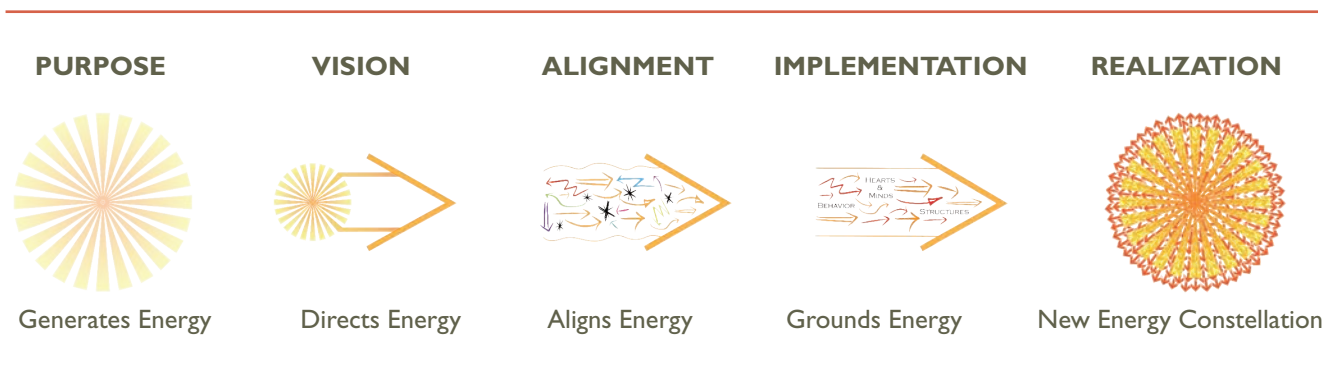 PURPOSE VISION ALIGNMENT IMPLEMENTATION REALIZATION
HEARTS
&
MINDS
BEHAVIOR
STRUCTURES
Generates Energy Directs Energy Aligns Energy Grounds Energy New Energy Constellation